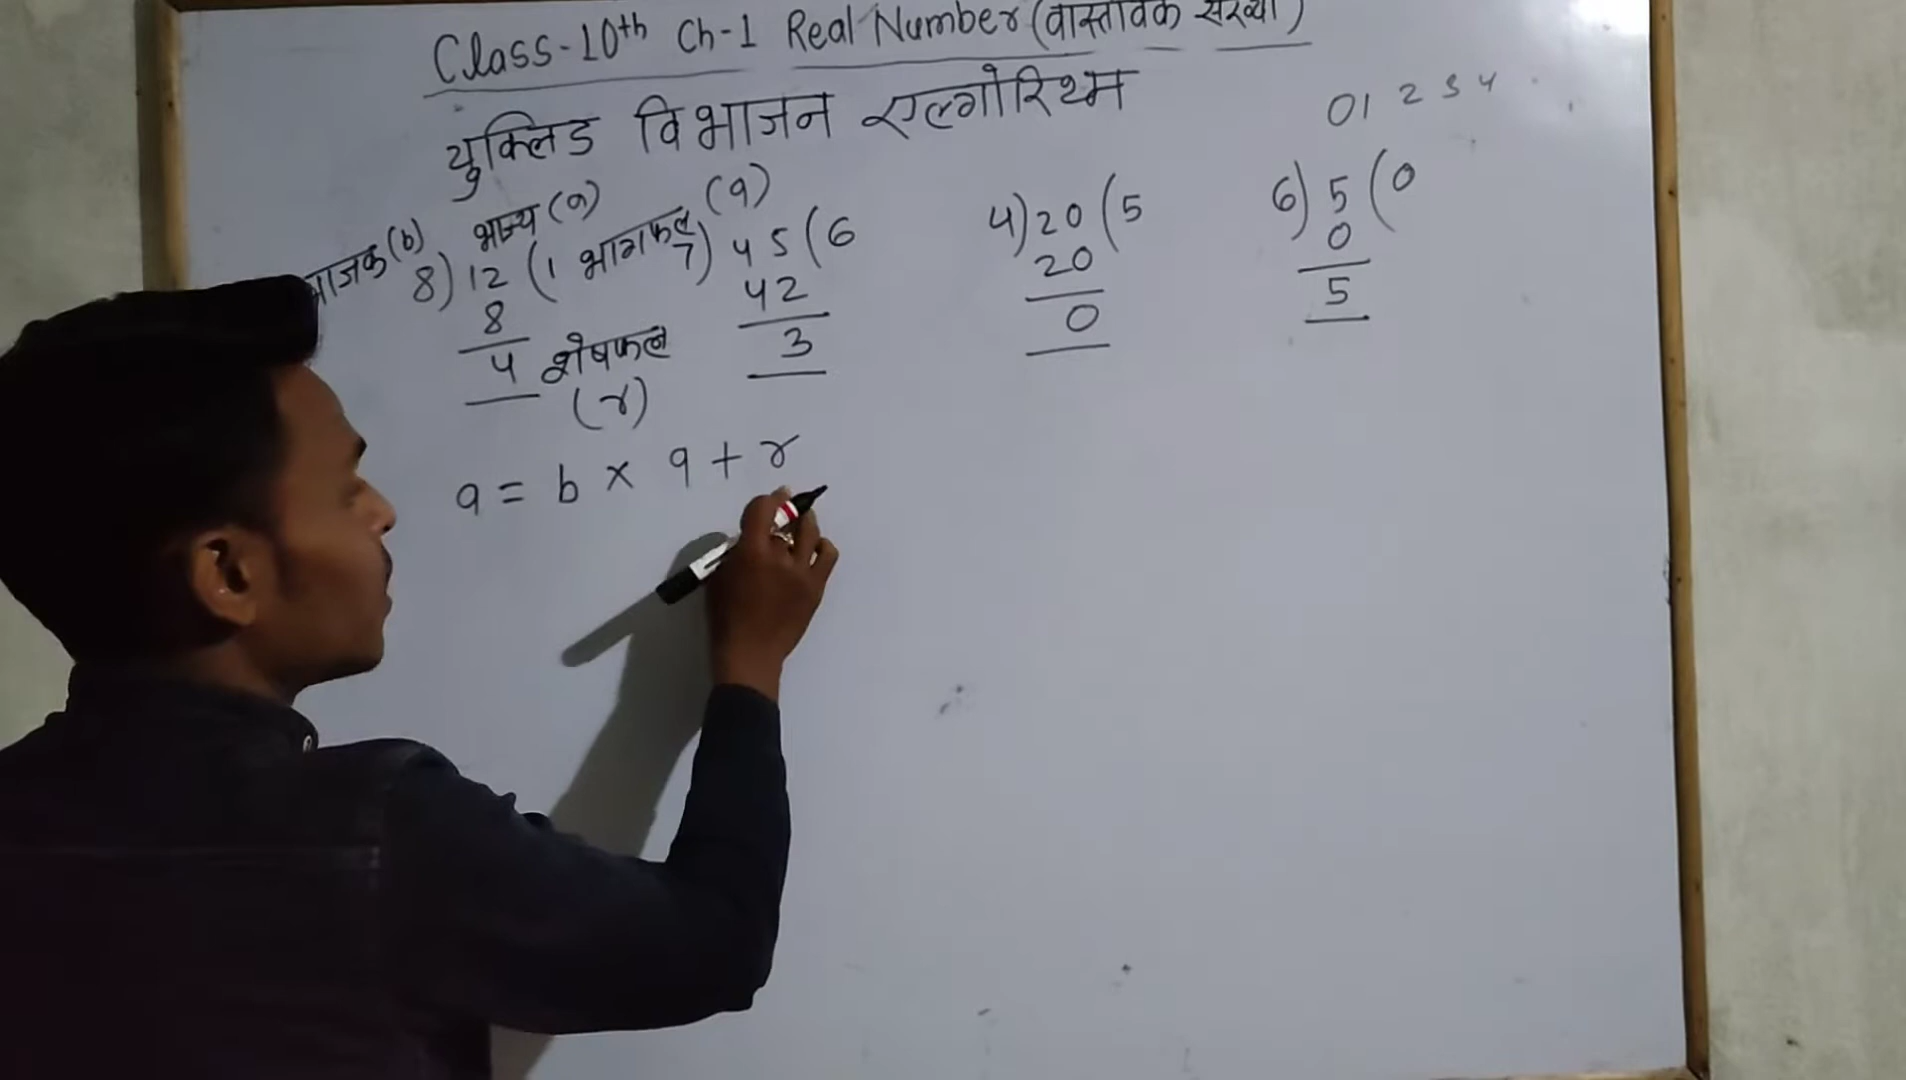 Class-10th Ch-1 Real Number (वास्तविक संख्या)
युक्लिड विभाजन एल्गोरिथ्म
0 1 2 3 4
भाजक (b) भाज्य (a) भागफल (q)
8) 12 (1
8
4 शेषफल
(r)
7) 45 (6
42
3
4) 20 (5
20
0
6) 5 (0
0
5
a = b × q + r